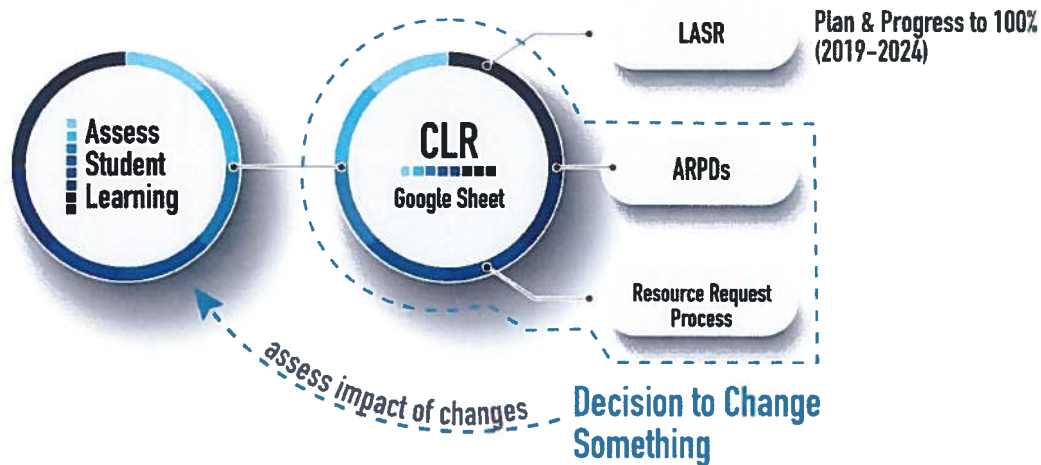 Assess
Student
Learning
CLR
Google Sheet
LASR
Plan & Progress to 100%
(2019–2024)
ARPDs
Resource Request
Process
assess impact of changes
Decision to Change
Something